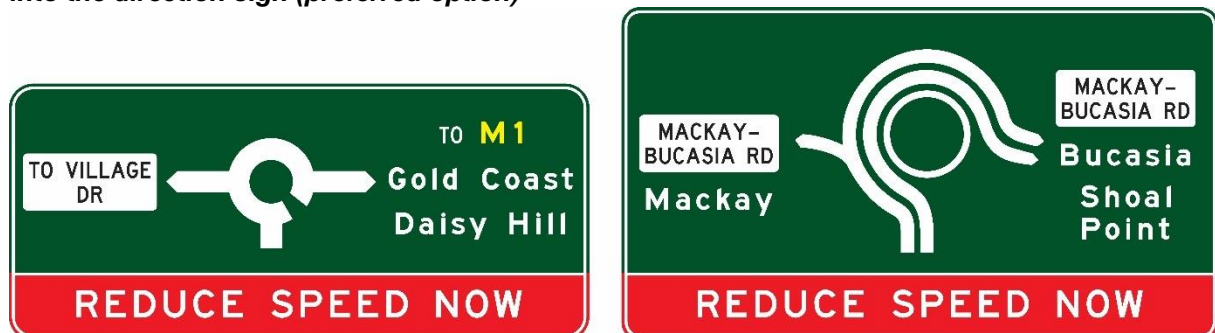 into the direction sign (preferred option)
TO VILLAGE
DR
TO M1
Gold Coast
Daisy Hill
REDUCE SPEED NOW
MACKAY-
BUCASIA RD
Mackay
MACKAY-
BUCASIA RD
Bucasia
Shoal
Point
REDUCE SPEED NOW